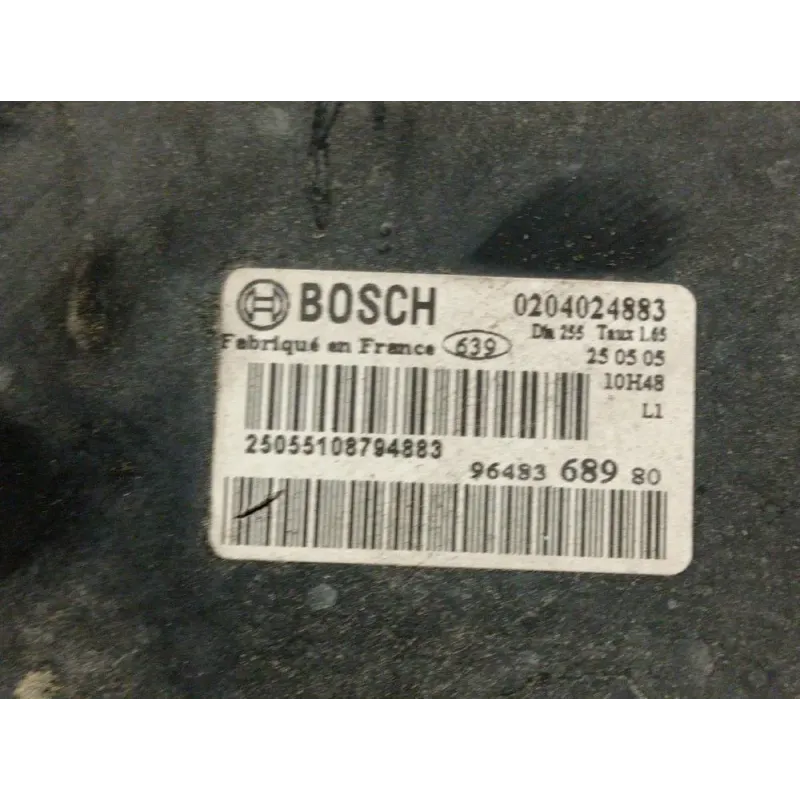 BOSCH 0204024883
Dia 255 Taux 1.65
Fabriqué en France 639 25 05 05
10H48
L1
25055108794883
96483 689 80